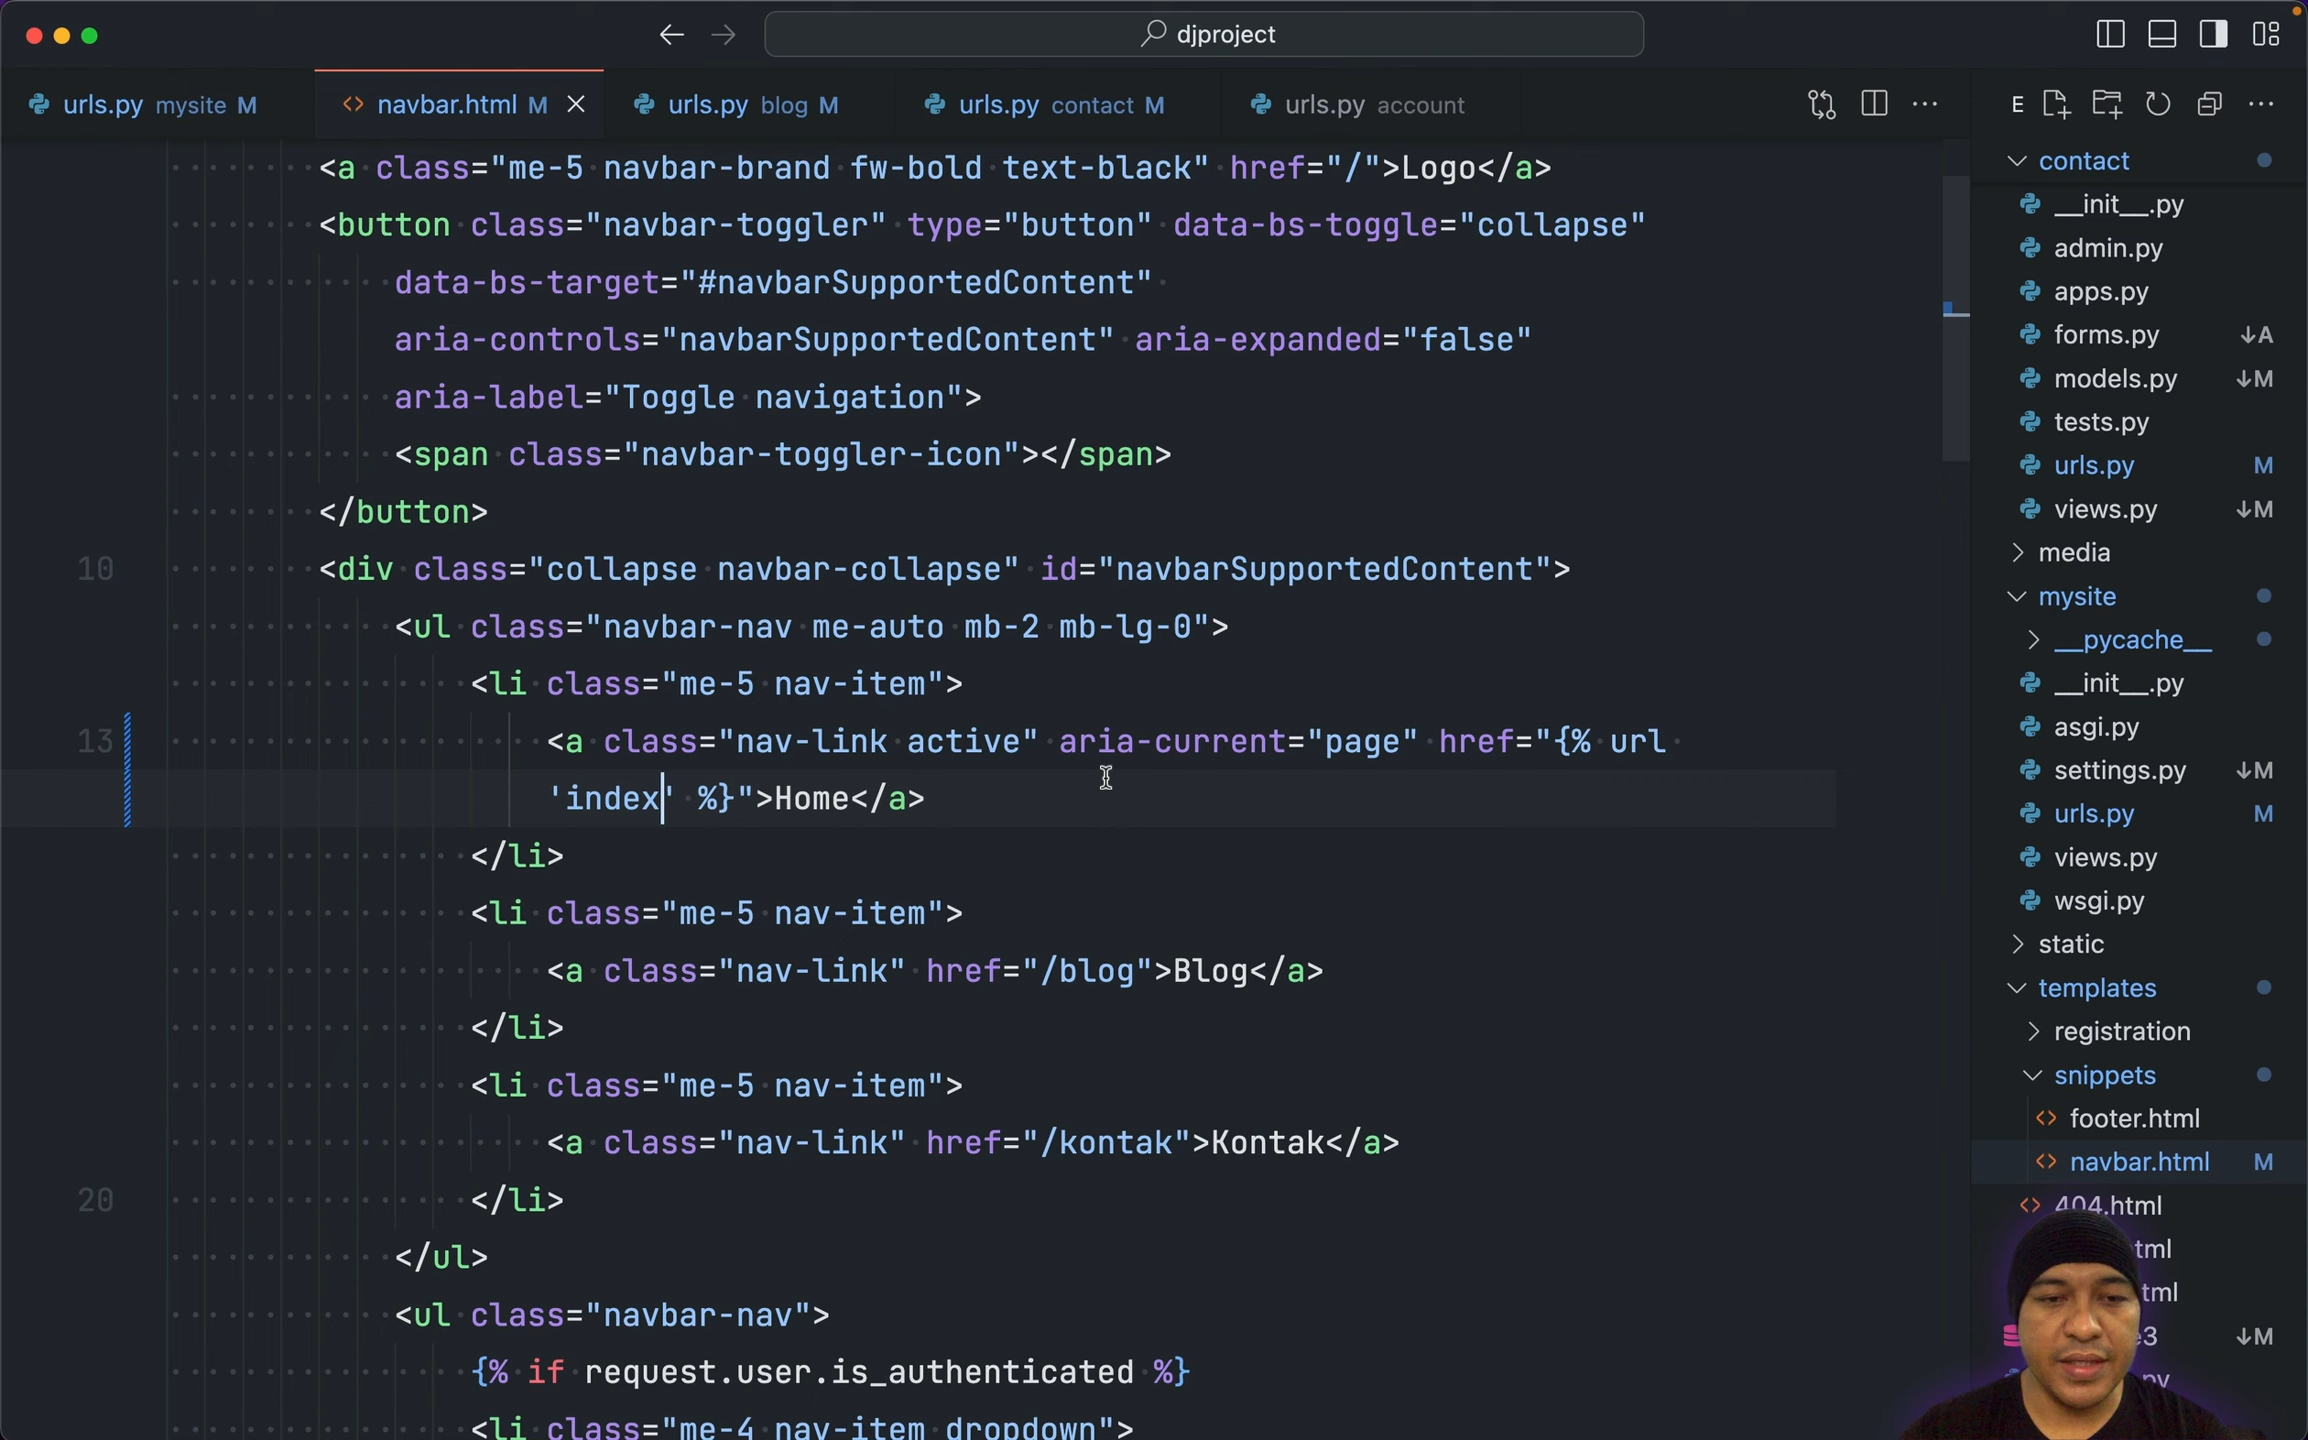 djproject
urls.py mysite M
navbar.html M
urls.py blog M
urls.py contact M
urls.py account
<a class="me-5 navbar-brand fw-bold text-black" href="/">Logo</a>
<button class="navbar-toggler" type="button" data-bs-toggle="collapse"
data-bs-target="#navbarSupportedContent"
aria-controls="navbarSupportedContent" aria-expanded="false"
aria-label="Toggle navigation">
<span class="navbar-toggler-icon"></span>
</button>
10 <div class="collapse navbar-collapse" id="navbarSupportedContent">
<ul class="navbar-nav me-auto mb-2 mb-lg-0">
<li class="me-5 nav-item">
13 <a class="nav-link active" aria-current="page" href="{% url
'index' %}">Home</a>
</li>
<li class="me-5 nav-item">
<a class="nav-link" href="/blog">Blog</a>
</li>
<li class="me-5 nav-item">
<a class="nav-link" href="/kontak">Kontak</a>
20 </li>
</ul>
<ul class="navbar-nav">
{% if request.user.is_authenticated %}
<li class="me-4 nav-item dropdown">
E
contact
__init__.py
admin.py
apps.py
forms.py ↓A
models.py ↓M
tests.py
urls.py M
views.py ↓M
media
mysite
__pycache__
__init__.py
asgi.py
settings.py ↓M
urls.py M
views.py
wsgi.py
static
templates
registration
snippets
footer.html
navbar.html M
404.html
tml
tml
3 ↓M
py